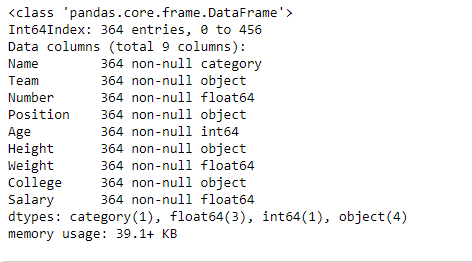 <class 'pandas.core.frame.DataFrame'>
Int64Index: 364 entries, 0 to 456
Data columns (total 9 columns):
Name        364 non-null category
Team        364 non-null object
Number      364 non-null float64
Position    364 non-null object
Age         364 non-null int64
Height      364 non-null object
Weight      364 non-null float64
College     364 non-null object
Salary      364 non-null float64
dtypes: category(1), float64(3), int64(1), object(4)
memory usage: 39.1+ KB